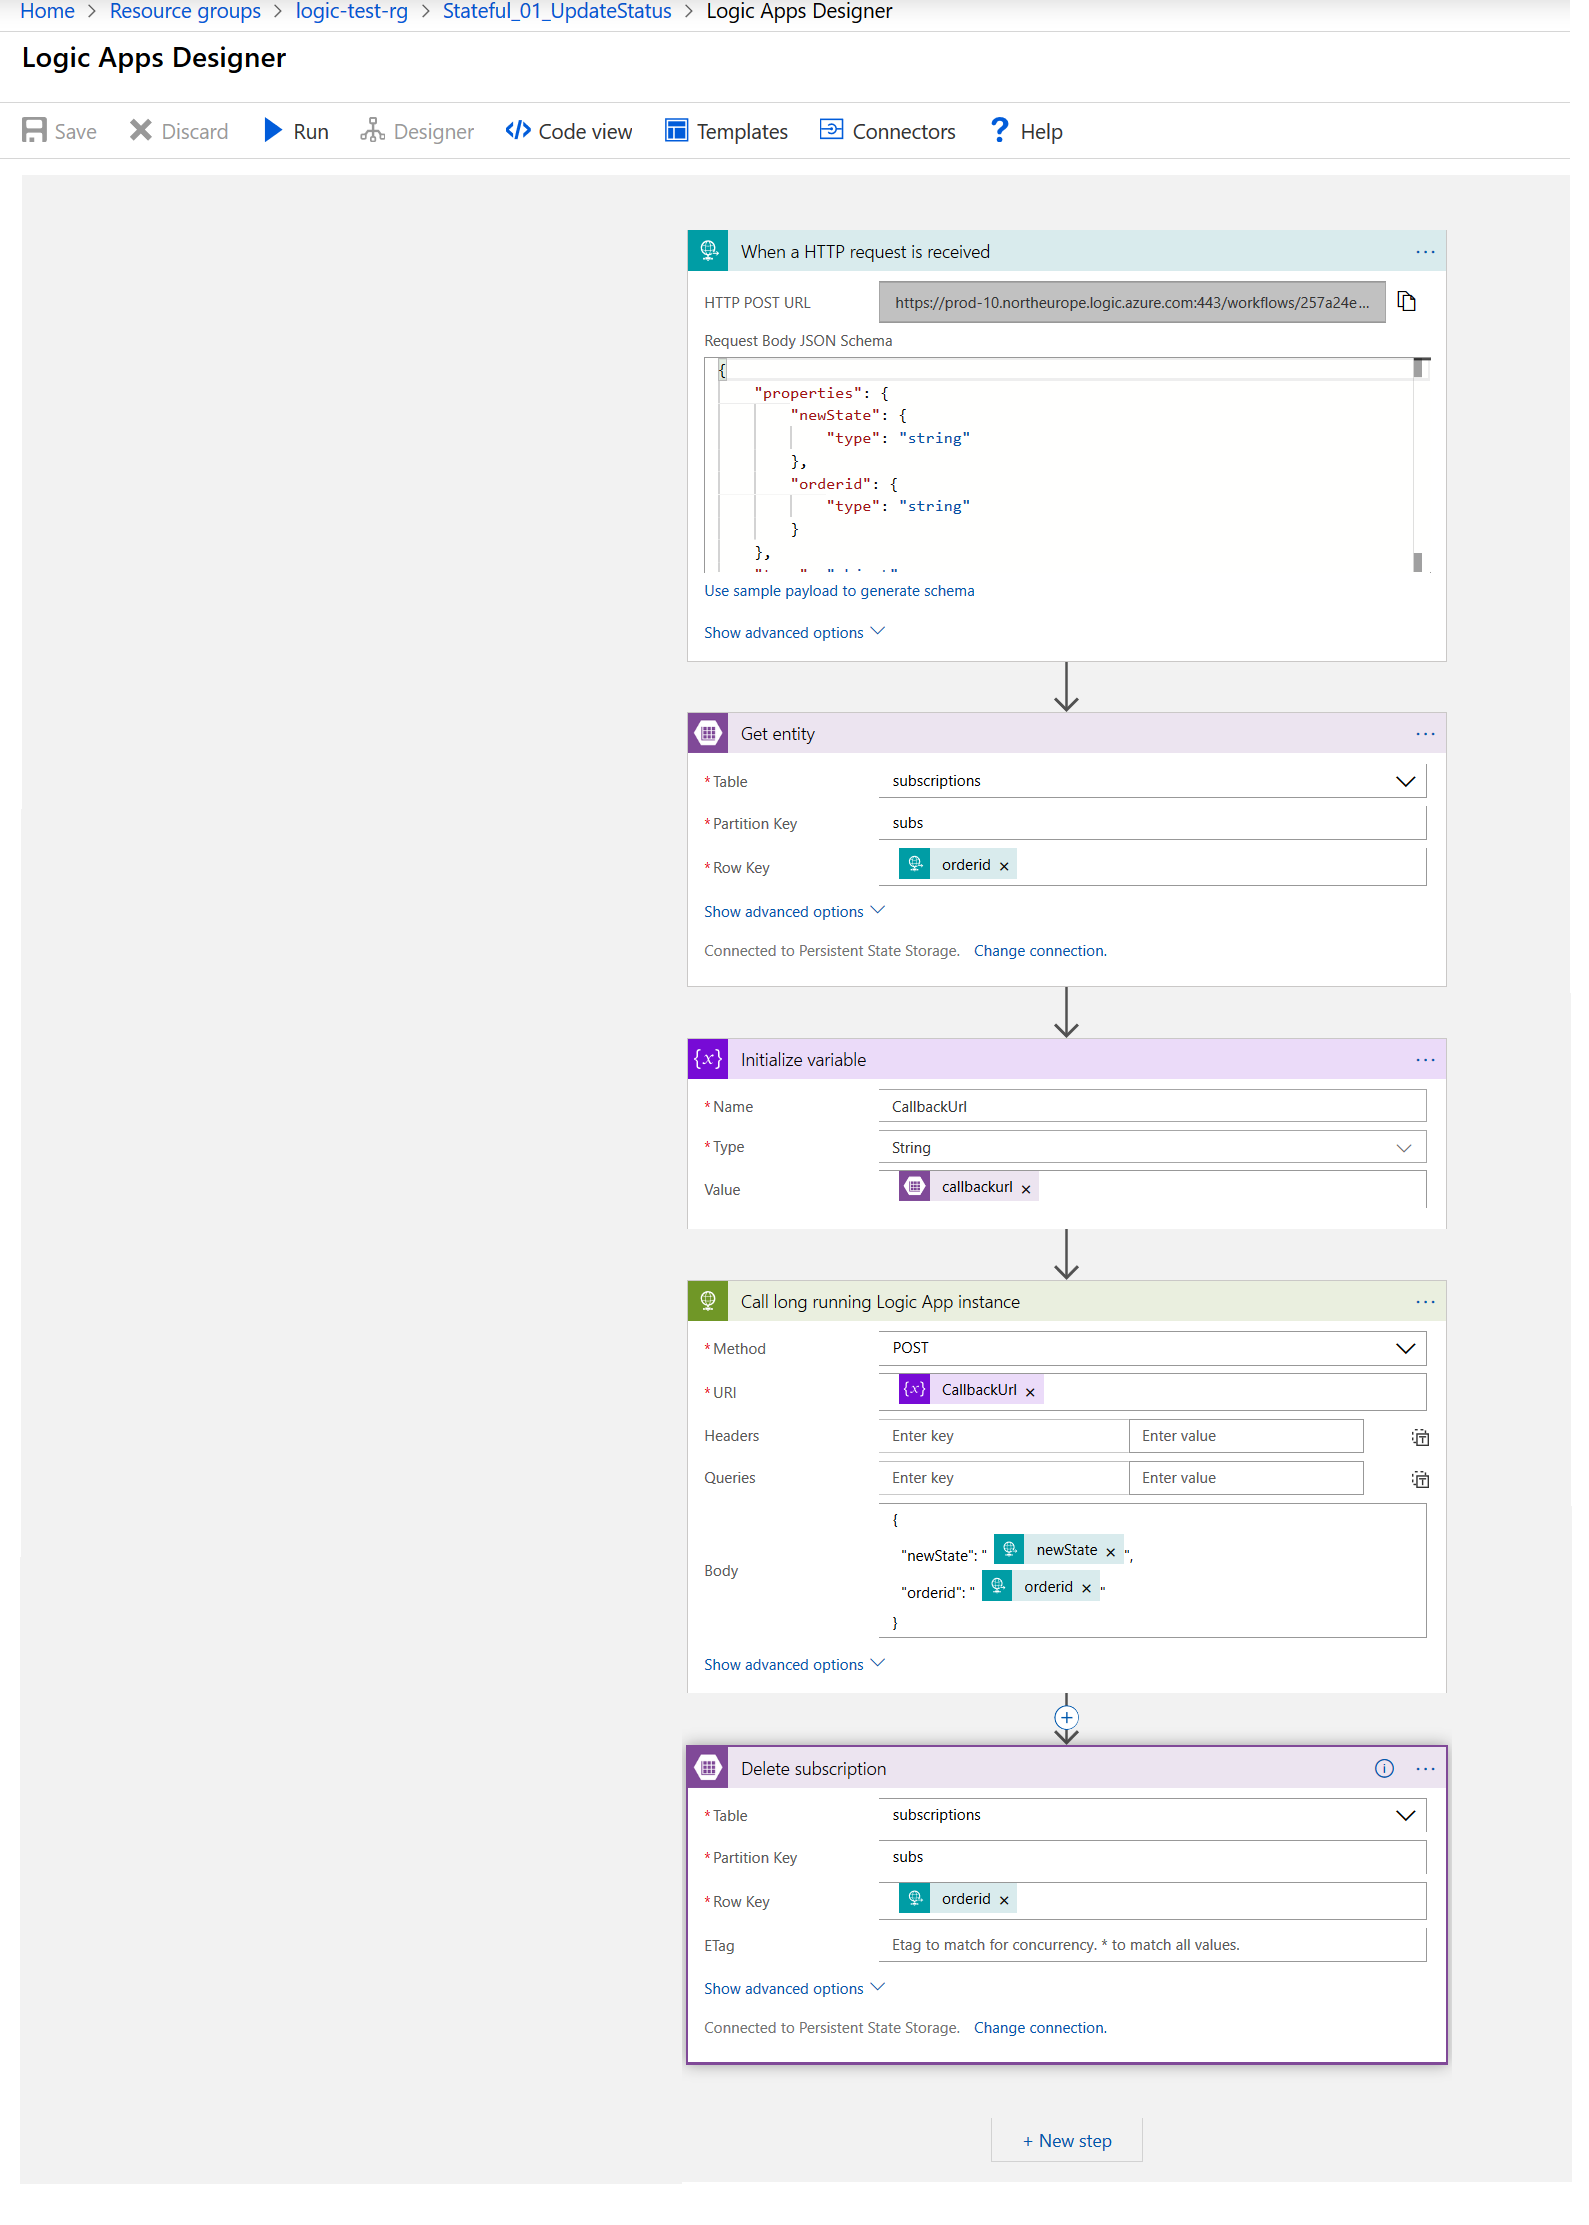 Home > Resource groups > logic-test-rg > Stateful_01_UpdateStatus > Logic Apps Designer
Logic Apps Designer
Save Discard Run Designer Code view Templates Connectors ? Help
When a HTTP request is received ...
HTTP POST URL https://prod-10.northeurope.logic.azure.com:443/workflows/257a24e...
Request Body JSON Schema
{
"properties": {
"newState": {
"type": "string"
},
"orderid": {
"type": "string"
}
},
Use sample payload to generate schema
Show advanced options
Get entity ...
* Table subscriptions
* Partition Key subs
* Row Key orderid ×
Show advanced options
Connected to Persistent State Storage. Change connection.
{x} Initialize variable ...
* Name CallbackUrl
* Type String
Value callbackurl ×
Call long running Logic App instance ...
* Method POST
* URI {x} CallbackUrl ×
Headers Enter key Enter value
Queries Enter key Enter value
Body
{
"newState": " newState × ",
"orderid": " orderid × "
}
Show advanced options
Delete subscription ...
* Table subscriptions
* Partition Key subs
* Row Key orderid ×
ETag Etag to match for concurrency. * to match all values.
Show advanced options
Connected to Persistent State Storage. Change connection.
+ New step